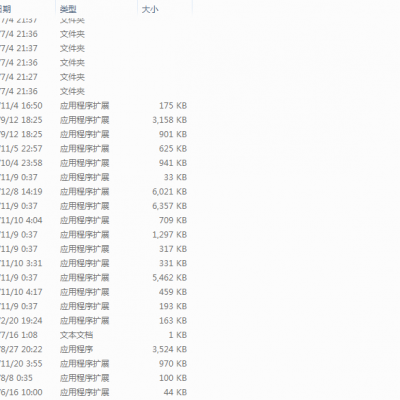 日期 类型 大小
/7/4 21:37 文件夹
/7/4 21:36 文件夹
/7/4 21:37 文件夹
/7/4 21:36 文件夹
/7/4 21:27 文件夹
/7/4 21:36 文件夹
/11/4 16:50 应用程序扩展 175 KB
/9/12 18:25 应用程序扩展 3,158 KB
/9/12 18:25 应用程序扩展 901 KB
/11/5 22:57 应用程序扩展 625 KB
/10/4 23:58 应用程序扩展 941 KB
/11/9 0:37 应用程序扩展 33 KB
/12/8 14:19 应用程序扩展 6,021 KB
/11/9 0:37 应用程序扩展 6,357 KB
/11/10 4:04 应用程序扩展 709 KB
/11/9 0:37 应用程序扩展 1,297 KB
/11/9 0:37 应用程序扩展 317 KB
/11/10 3:31 应用程序扩展 331 KB
/11/9 0:37 应用程序扩展 5,462 KB
/11/10 4:17 应用程序扩展 459 KB
/11/9 0:37 应用程序扩展 193 KB
/2/20 19:24 应用程序扩展 163 KB
/7/16 1:08 文本文档 1 KB
/8/27 20:22 应用程序 3,524 KB
/11/20 3:55 应用程序扩展 970 KB
/8/8 0:35 应用程序扩展 100 KB
/6/16 10:00 应用程序扩展 44 KB